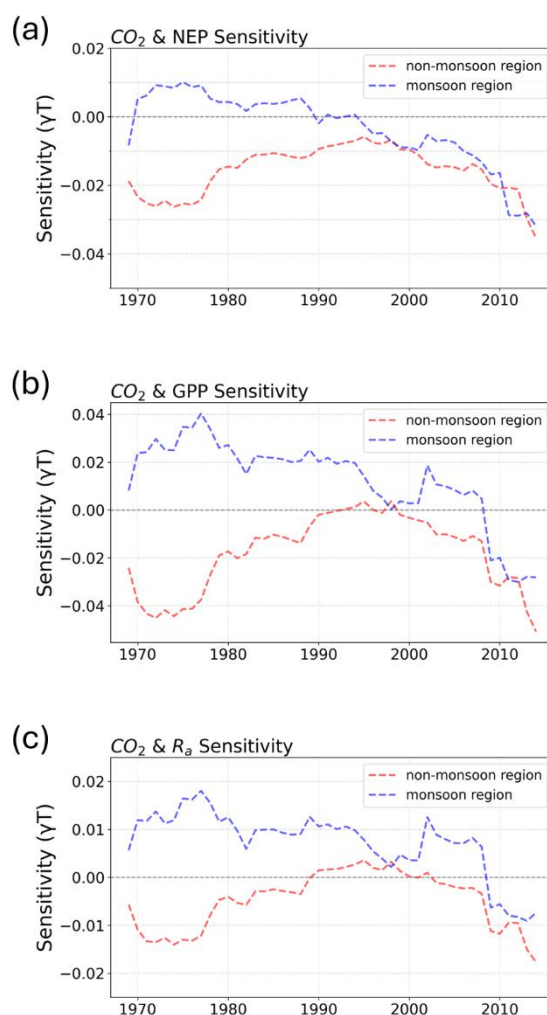 (a)
CO₂ & NEP Sensitivity
0.02
0.00
−0.02
−0.04
Sensitivity (γT)
non-monsoon region
monsoon region
1970 1980 1990 2000 2010
(b)
CO₂ & GPP Sensitivity
0.04
0.02
0.00
−0.02
−0.04
Sensitivity (γT)
non-monsoon region
monsoon region
1970 1980 1990 2000 2010
(c)
CO₂ & Rₐ Sensitivity
0.02
0.01
0.00
−0.01
−0.02
Sensitivity (γT)
non-monsoon region
monsoon region
1970 1980 1990 2000 2010